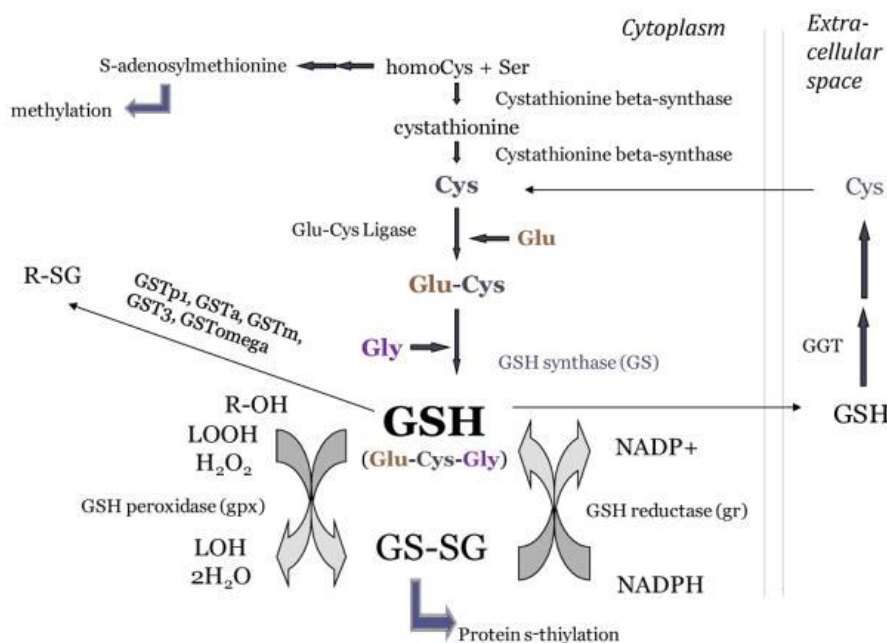 Cytoplasm
Extra-
cellular
space
S-adenosylmethionine
homoCys + Ser
methylation
Cystathionine beta-synthase
cystathionine
Cystathionine beta-synthase
Cys
Cys
Glu-Cys Ligase
Glu
R-SG
GSTp1, GSTa, GSTm,
GST3, GSTomega
Glu-Cys
Gly
GSH synthase (GS)
GGT
R-OH
GSH
GSH
LOOH
(Glu-Cys-Gly)
NADP+
H₂O₂
GSH peroxidase (gpx)
GSH reductase (gr)
LOH
GS-SG
2H₂O
NADPH
Protein s-thiylation